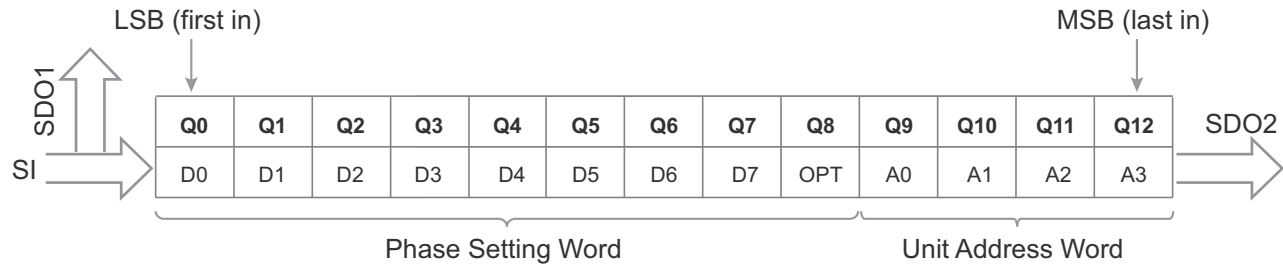 LSB (first in) MSB (last in)
SDO1
Q0 Q1 Q2 Q3 Q4 Q5 Q6 Q7 Q8 Q9 Q10 Q11 Q12 SDO2
SI D0 D1 D2 D3 D4 D5 D6 D7 OPT A0 A1 A2 A3
Phase Setting Word Unit Address Word